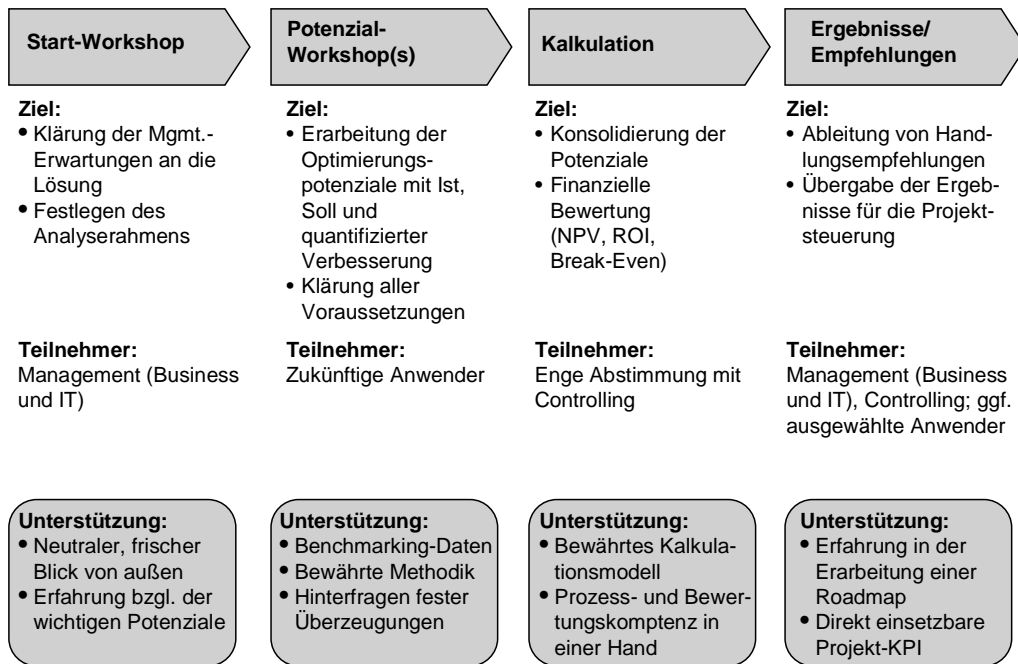 Start-Workshop
Potenzial-
Workshop(s)
Kalkulation
Ergebnisse/
Empfehlungen
Ziel:
• Klärung der Mgmt.-
Erwartungen an die
Lösung
• Festlegen des
Analyserahmens
Ziel:
• Erarbeitung der
Optimierungs-
potenziale mit Ist,
Soll und
quantifizierter
Verbesserung
• Klärung aller
Voraussetzungen
Ziel:
• Konsolidierung der
Potenziale
• Finanzielle
Bewertung
(NPV, ROI,
Break-Even)
Ziel:
• Ableitung von Hand-
lungsempfehlungen
• Übergabe der Ergeb-
nisse für die Projekt-
steuerung
Teilnehmer:
Management (Business
und IT)
Teilnehmer:
Zukünftige Anwender
Teilnehmer:
Enge Abstimmung mit
Controlling
Teilnehmer:
Management (Business
und IT), Controlling; ggf.
ausgewählte Anwender
Unterstützung:
• Neutraler, frischer
Blick von außen
• Erfahrung bzgl. der
wichtigen Potenziale
Unterstützung:
• Benchmarking-Daten
• Bewährte Methodik
• Hinterfragen fester
Überzeugungen
Unterstützung:
• Bewährtes Kalkula-
tionsmodell
• Prozess- und Bewer-
tungskomptenz in
einer Hand
Unterstützung:
• Erfahrung in der
Erarbeitung einer
Roadmap
• Direkt einsetzbare
Projekt-KPI